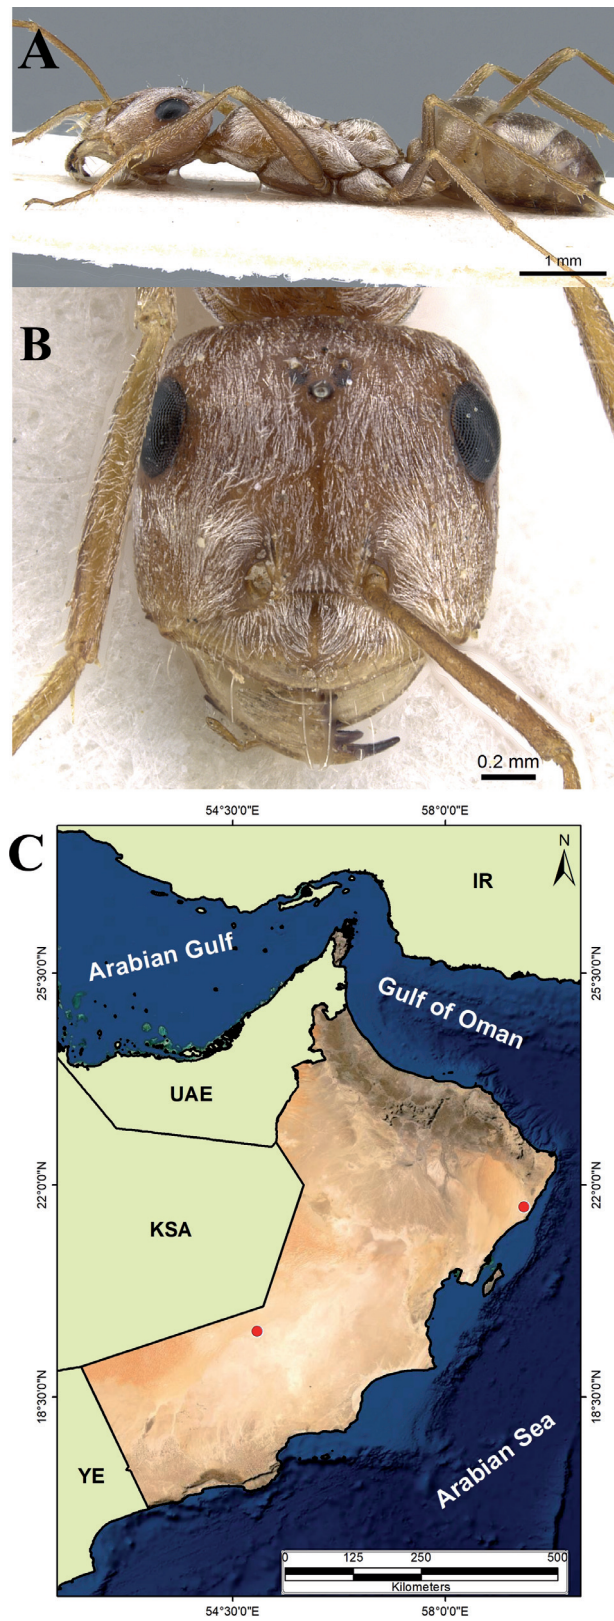 A
1 mm
B
0.2 mm
C
54°30'0"E
58°0'0"E
N
IR
Arabian Gulf
Gulf of Oman
25°30'0"N
25°30'0"N
UAE
22°0'0"N
22°0'0"N
KSA
18°30'0"N
18°30'0"N
YE
Arabian Sea
0 125 250 500
Kilometers
54°30'0"E
58°0'0"E